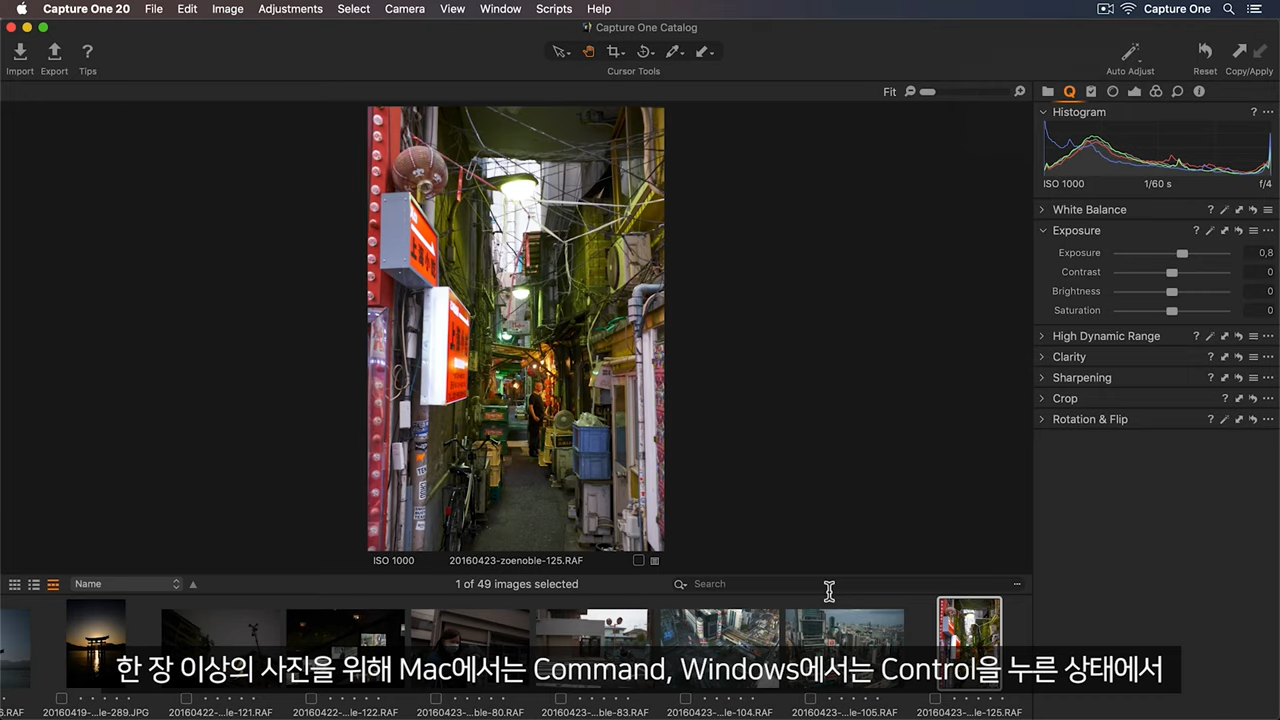 Capture One 20 File Edit Image Adjustments Select Camera View Window Scripts Help Capture One
Capture One Catalog
Import Export Tips Cursor Tools Auto Adjust Reset Copy/Apply
Fit
Histogram ?
ISO 1000 1/60 s f/4
White Balance ?
Exposure ?
Exposure 0,8
Contrast 0
Brightness 0
Saturation 0
High Dynamic Range ?
Clarity ?
Sharpening ?
Crop ?
Rotation & Flip ?
ISO 1000 20160423-zoenoble-125.RAF
Name 1 of 49 images selected Search
한 장 이상의 사진을 위해 Mac에서는 Command, Windows에서는 Control을 누른 상태에서
6.RAF 20160419-...le-289.JPG 20160422-...le-121.RAF 20160422-...le-122.RAF 20160423-...ble-80.RAF 20160423-...ble-83.RAF 20160423-...le-104.RAF 20160423-...le-105.RAF 20160423-...le-125.RAF